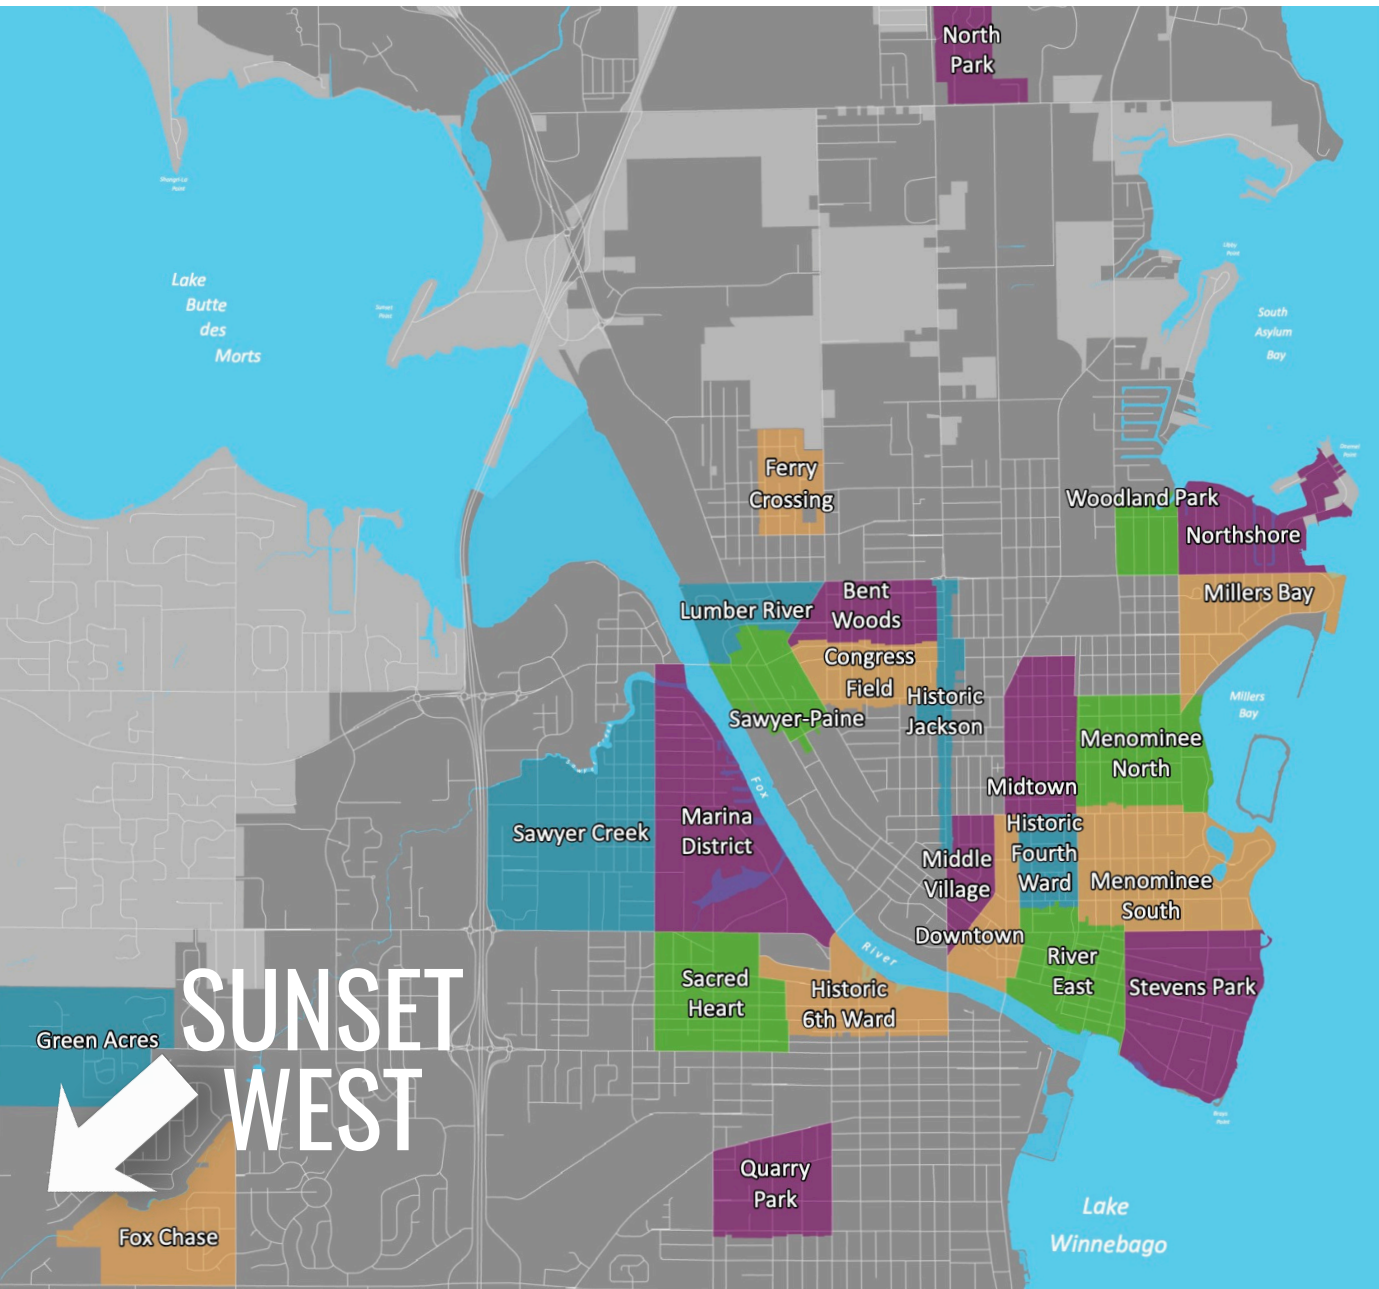 North
Park
Lake
Butte
des
Morts
South
Asylum
Bay
Ferry
Crossing
Woodland Park
Northshore
Millers Bay
Lumber River
Bent
Woods
Congress
Field
Historic
Jackson
Sawyer-Paine
Millers
Bay
Menominee
North
Midtown
Fox
River
Sawyer Creek
Marina
District
Historic
Fourth
Ward
Middle
Village
Menominee
South
Downtown
River
East
Stevens Park
Sacred
Heart
Historic
6th Ward
Green Acres
SUNSET
WEST
Quarry
Park
Fox Chase
Lake
Winnebago